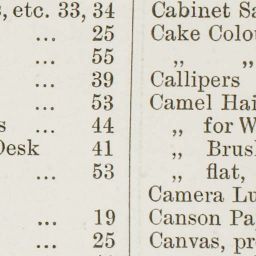 s, etc. 33, 34
... 25
... 55
... 39
... 53
s ... 44
Desk 41
... 53
... 19
... 25
Cabinet Sa
Cake Colou
„ „
Callipers
Camel Hai
„ for W
„ Brush
„ flat,
Camera Lu
Canson Pa
Canvas, pr